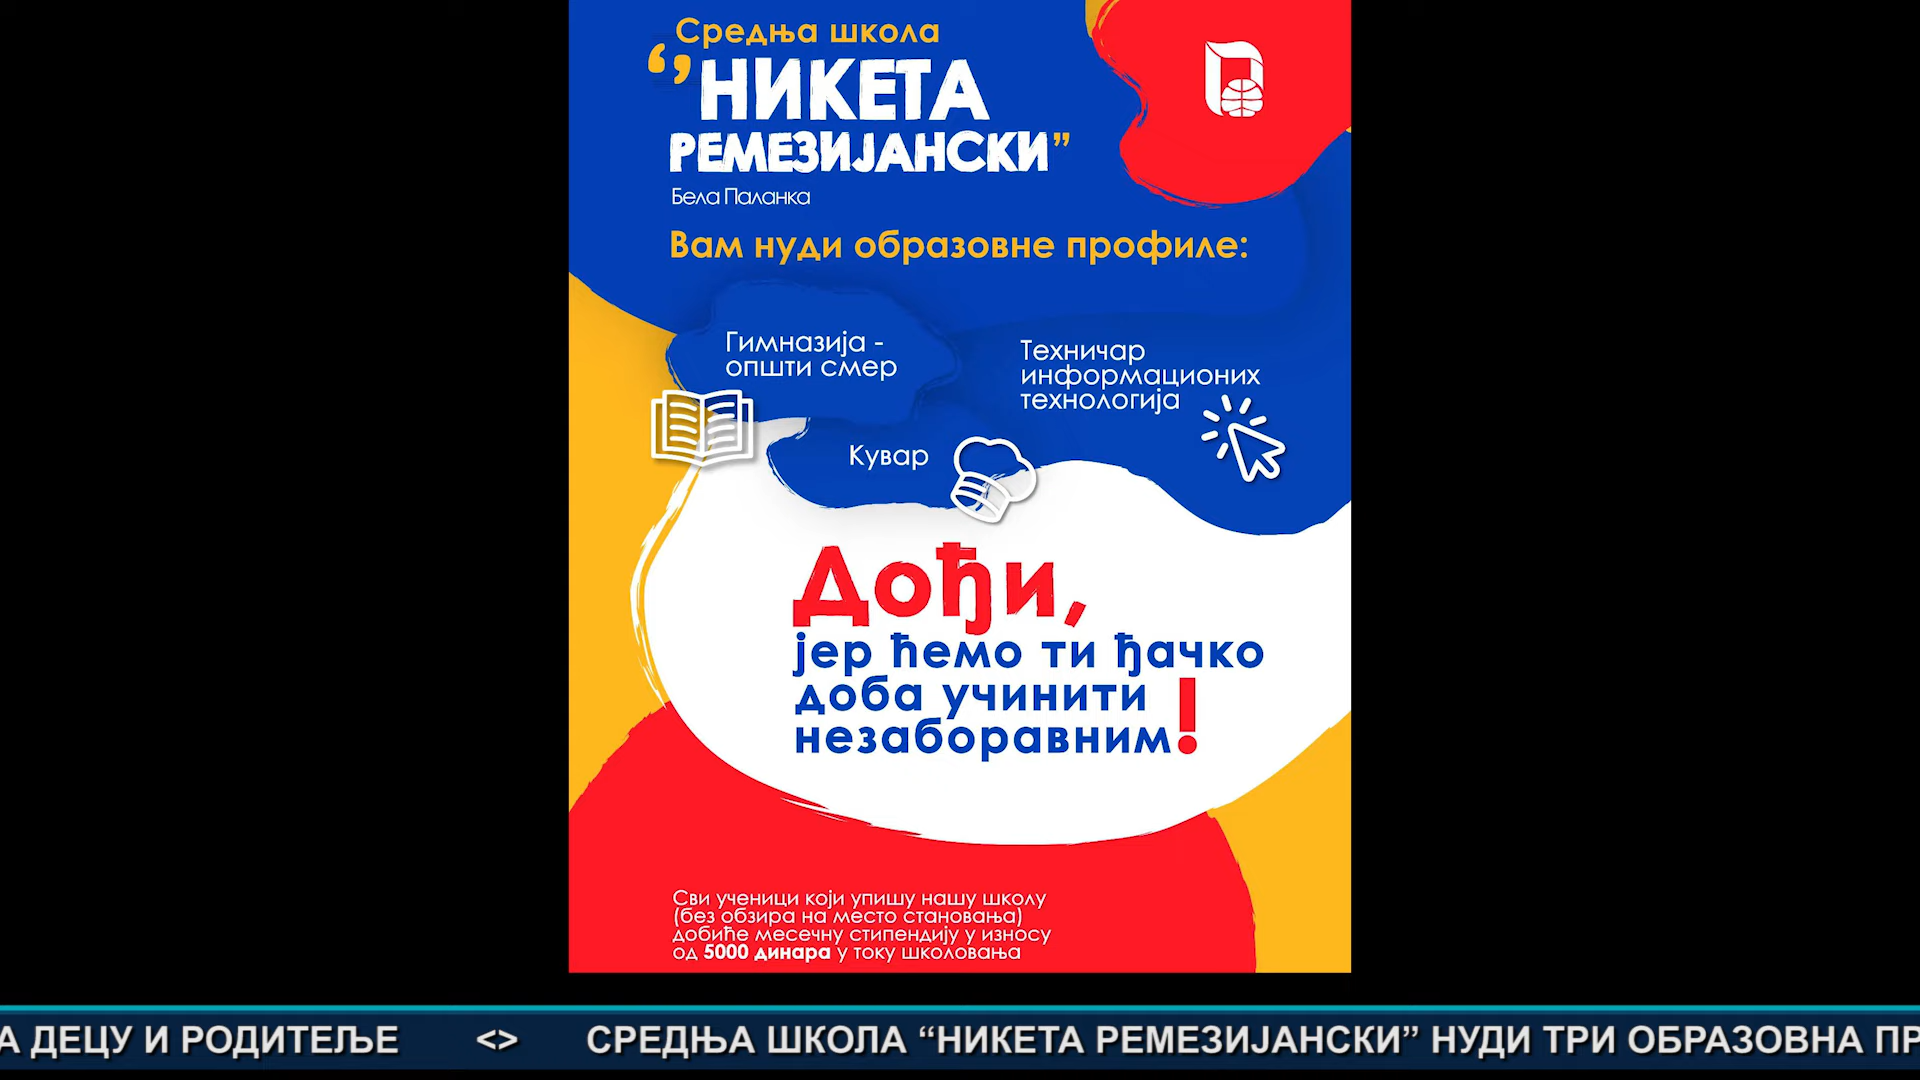 Средња школа
“НИКЕТА
РЕМЕЗИЈАНСКИ”
Бела Паланка
Вам нуди образовне профиле:
Гимназија -
општи смер
Техничар
информационих
технологија
Кувар
Дођи,
јер ћемо ти ђачко
доба учинити
незаборавним!
Сви ученици који упишу нашу школу
(без обзира на место становања)
добиће месечну стипендију у износу
од 5000 динара у току школовања
А ДЕЦУ И РОДИТЕЉЕ <> СРЕДЊА ШКОЛА “НИКЕТА РЕМЕЗИЈАНСКИ” НУДИ ТРИ ОБРАЗОВНА ПР